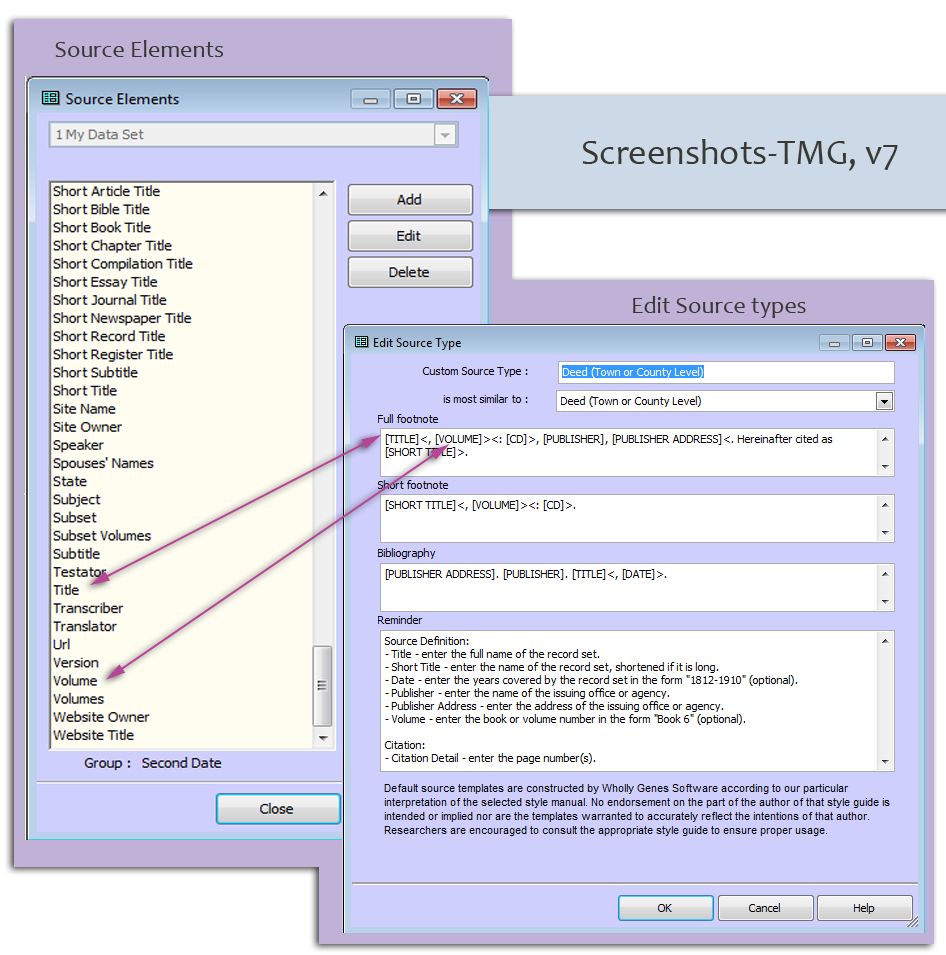 Source Elements
Source Elements
1 My Data Set
Short Article Title
Short Bible Title
Short Book Title
Short Chapter Title
Short Compilation Title
Short Essay Title
Short Journal Title
Short Newspaper Title
Short Record Title
Short Register Title
Short Subtitle
Short Title
Site Name
Site Owner
Speaker
Spouses' Names
State
Subject
Subset
Subset Volumes
Subtitle
Testator
Title
Transcriber
Translator
Url
Version
Volume
Volumes
Website Owner
Website Title
Add
Edit
Delete
Group : Second Date
Close
Screenshots-TMG, v7
Edit Source types
Edit Source Type
Custom Source Type : Deed (Town or County Level)
is most similar to : Deed (Town or County Level)
Full footnote
[TITLE]<, [VOLUME]><: [CD]>, [PUBLISHER], [PUBLISHER ADDRESS]<. Hereinafter cited as
[SHORT TITLE]>.
Short footnote
[SHORT TITLE]<, [VOLUME]><: [CD]>.
Bibliography
[PUBLISHER ADDRESS]. [PUBLISHER]. [TITLE]<, [DATE]>.
Reminder
Source Definition:
- Title - enter the full name of the record set.
- Short Title - enter the name of the record set, shortened if it is long.
- Date - enter the years covered by the record set in the form "1812-1910" (optional).
- Publisher - enter the name of the issuing office or agency.
- Publisher Address - enter the address of the issuing office or agency.
- Volume - enter the book or volume number in the form "Book 6" (optional).
Citation:
- Citation Detail - enter the page number(s).
Default source templates are constructed by Wholly Genes Software according to our particular
interpretation of the selected style manual. No endorsement on the part of the author of that style guide is
intended or implied nor are the templates warranted to accurately reflect the intentions of that author.
Researchers are encouraged to consult the appropriate style guide to ensure proper usage.
OK
Cancel
Help